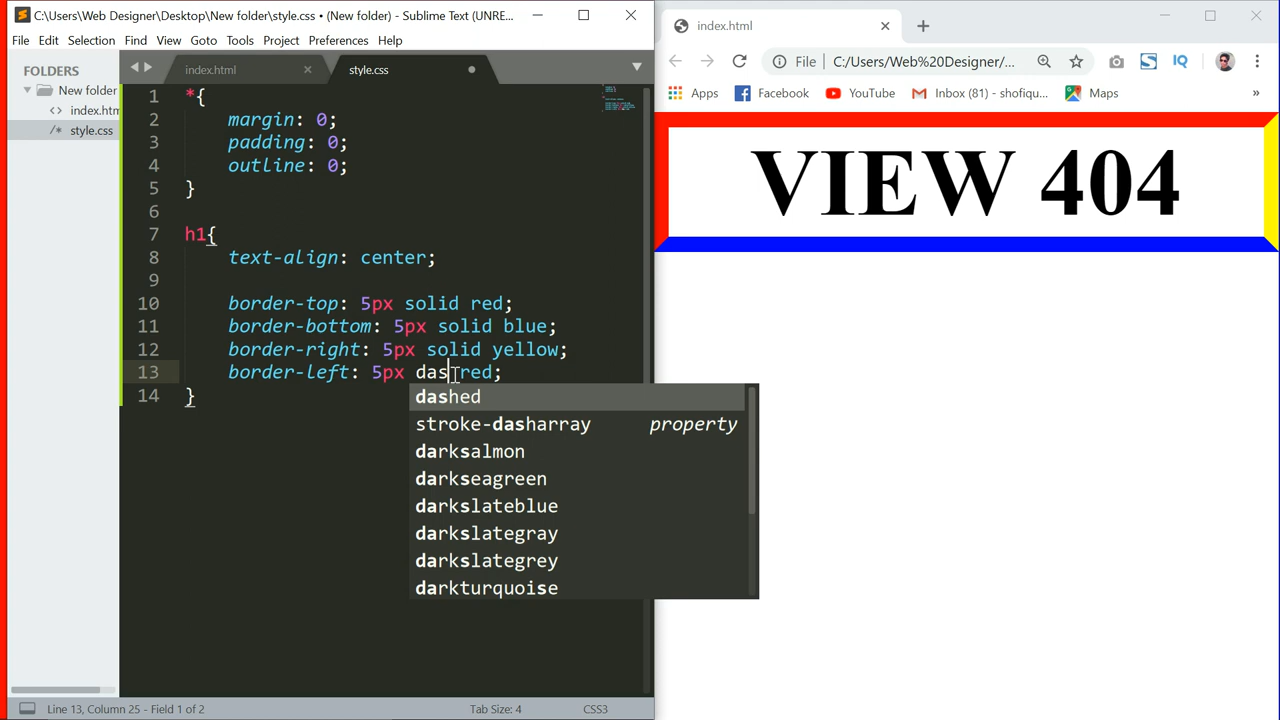 C:\Users\Web Designer\Desktop\New folder\style.css • (New folder) - Sublime Text (UNRE...
File Edit Selection Find View Goto Tools Project Preferences Help
FOLDERS
New folder
index.htm
/* style.css
index.html
style.css
1 *{
2 margin: 0;
3 padding: 0;
4 outline: 0;
5 }
6
7 h1{
8 text-align: center;
9
10 border-top: 5px solid red;
11 border-bottom: 5px solid blue;
12 border-right: 5px solid yellow;
13 border-left: 5px das red;
14 }
dashed
stroke-dasharray property
darksalmon
darkseagreen
darkslateblue
darkslategray
darkslategrey
darkturquoise
Line 13, Column 25 - Field 1 of 2
Tab Size: 4
CSS3
index.html
File C:/Users/Web%20Designer/...
IQ
Apps Facebook YouTube Inbox (81) - shofiqu... Maps »
VIEW 404